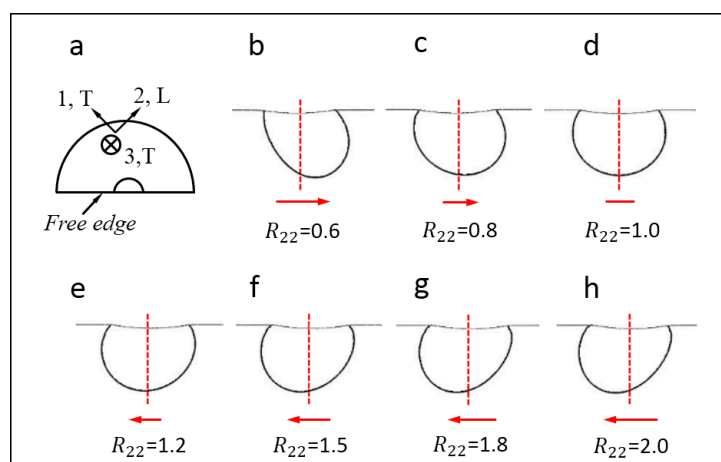 a
b
c
d
1, T
2, L
3,T
Free edge
R₂₂=0.6
R₂₂=0.8
R₂₂=1.0
e
f
g
h
R₂₂=1.2
R₂₂=1.5
R₂₂=1.8
R₂₂=2.0